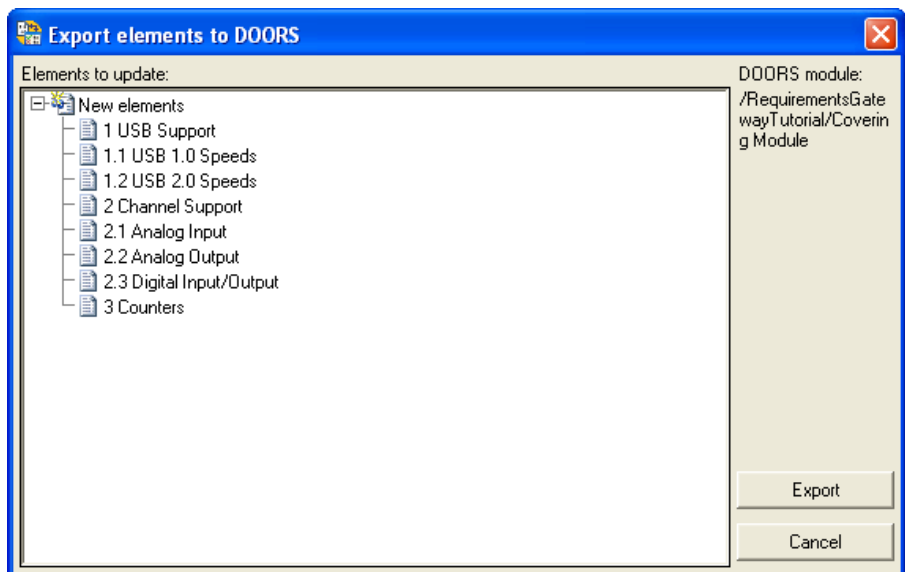 Export elements to DOORS
Elements to update:
New elements
1 USB Support
1.1 USB 1.0 Speeds
1.2 USB 2.0 Speeds
2 Channel Support
2.1 Analog Input
2.2 Analog Output
2.3 Digital Input/Output
3 Counters
DOORS module:
/RequirementsGate
wayTutorial/Coverin
g Module
Export
Cancel